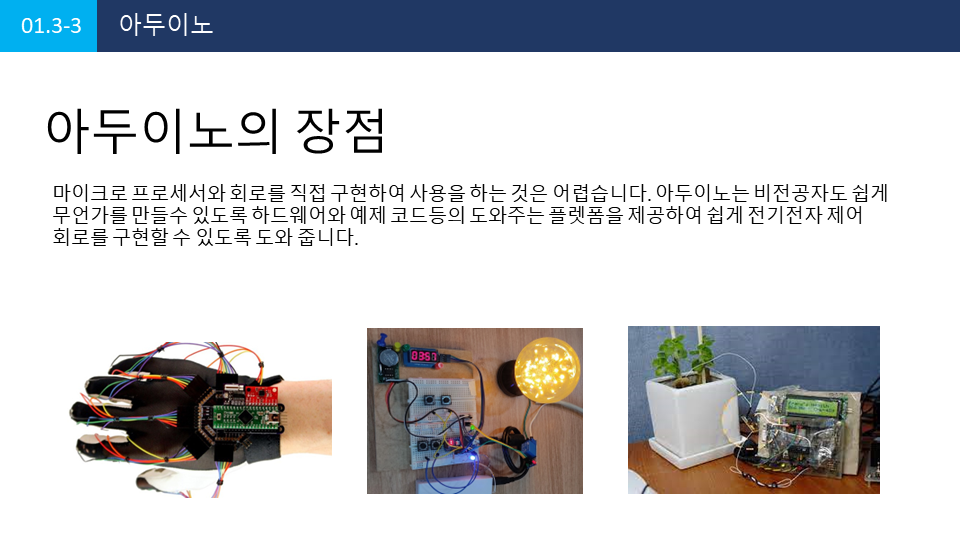 01.3-3 아두이노
아두이노의 장점
마이크로 프로세서와 회로를 직접 구현하여 사용을 하는 것은 어렵습니다. 아두이노는 비전공자도 쉽게
무언가를 만들수 있도록 하드웨어와 예제 코드등의 도와주는 플렛폼을 제공하여 쉽게 전기전자 제어
회로를 구현할 수 있도록 도와 줍니다.